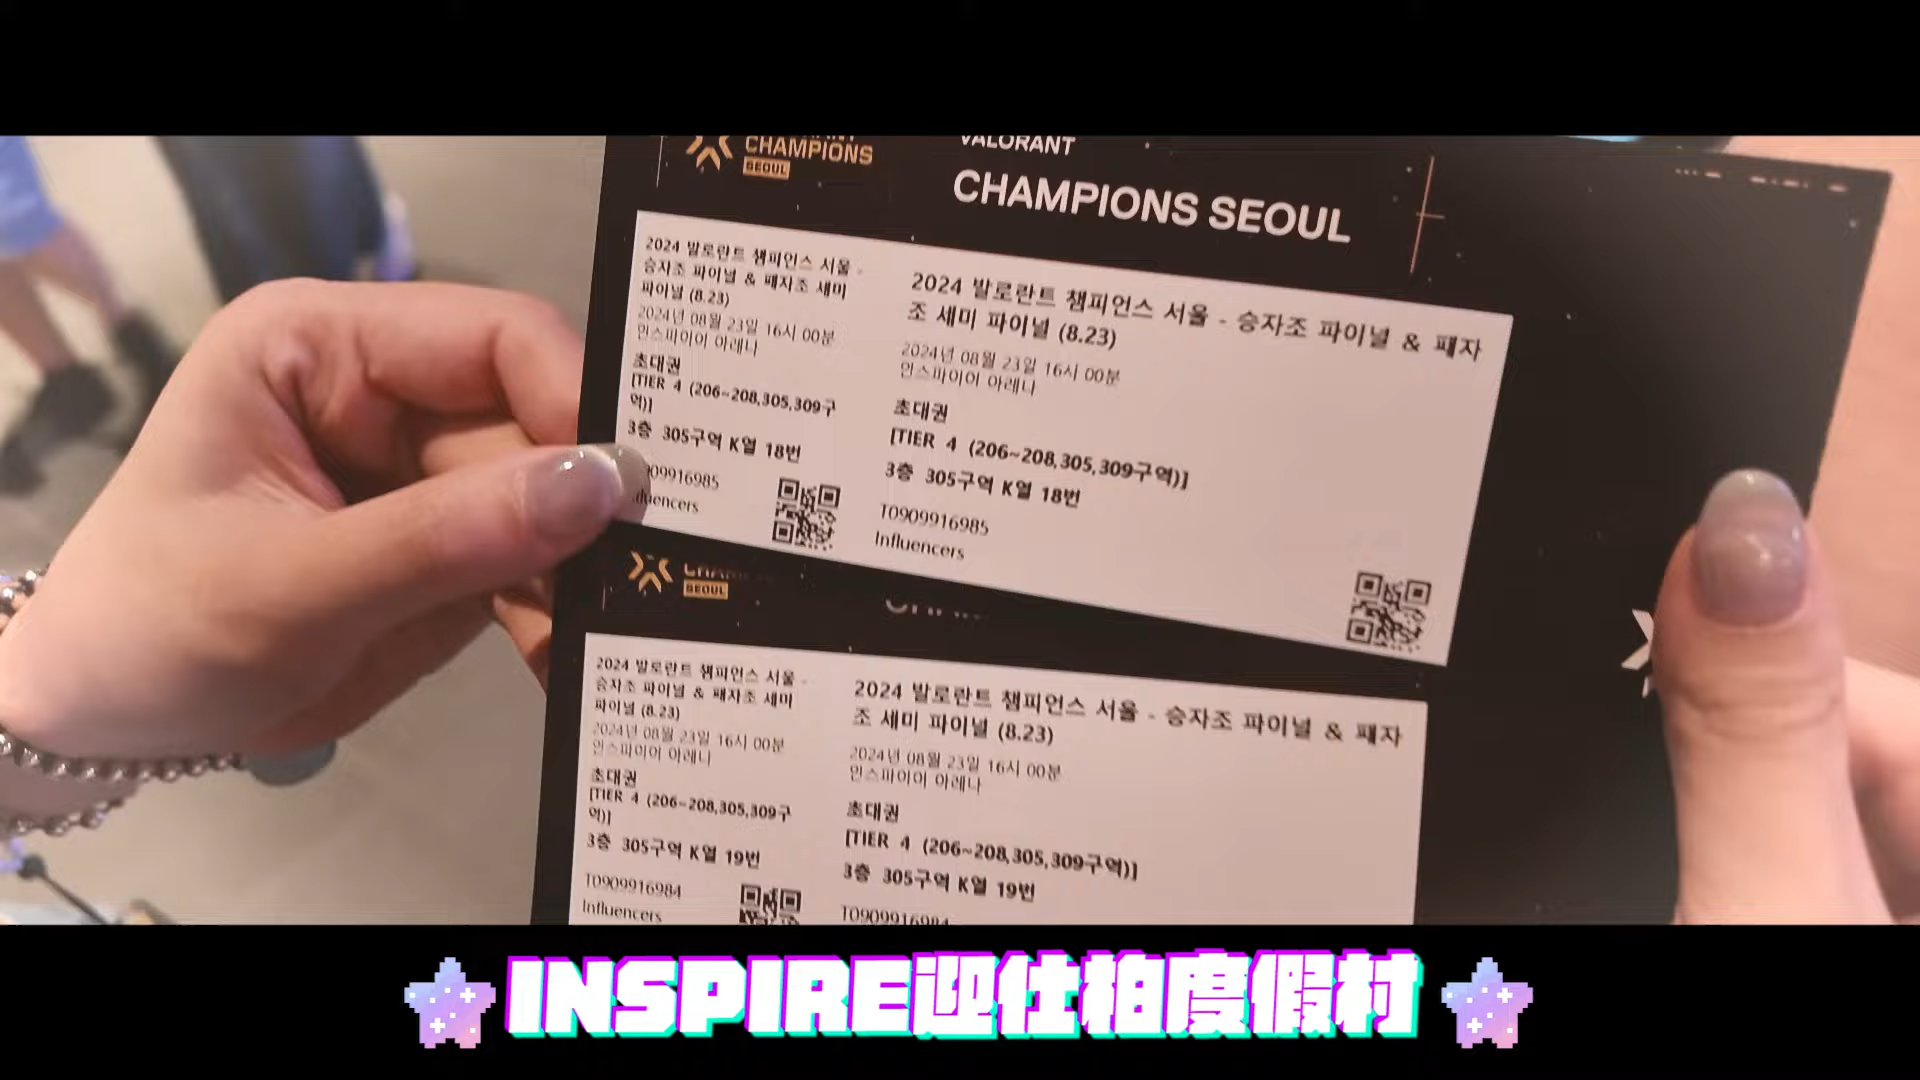 CHAMPIONS
SEOUL
VALORANT
CHAMPIONS SEOUL
2024 발로란트 챔피언스 서울 -
승자조 파이널 & 패자조 세미
파이널 (8.23)
2024년 08월 23일 16시 00분
인스파이어 아레나
초대권
[TIER 4 (206~208,305,309구
역)]
3층 305구역 K열 18번
0909916985
2024 발로란트 챔피언스 서울 - 승자조 파이널 & 패자
조 세미 파이널 (8.23)
2024년 08월 23일 16시 00분
인스파이어 아레나
초대권
[TIER 4 (206~208,305,309구역)]
3층 305구역 K열 18번
T0909916985
Influencers
SEOUL
2024 발로란트 챔피언스 서울 -
승자조 파이널 & 패자조 세미
파이널 (8.23)
2024년 08월 23일 16시 00분
인스파이어 아레나
초대권
[TIER 4 (206~208,305,309구
역)]
3층 305구역 K열 19번
T0909916984
Influencers
2024 발로란트 챔피언스 서울 - 승자조 파이널 & 패자
조 세미 파이널 (8.23)
2024년 08월 23일 16시 00분
인스파이어 아레나
초대권
[TIER 4 (206~208,305,309구역)]
3층 305구역 K열 19번
T0909916984
INSPIRE迎仕柏度假村